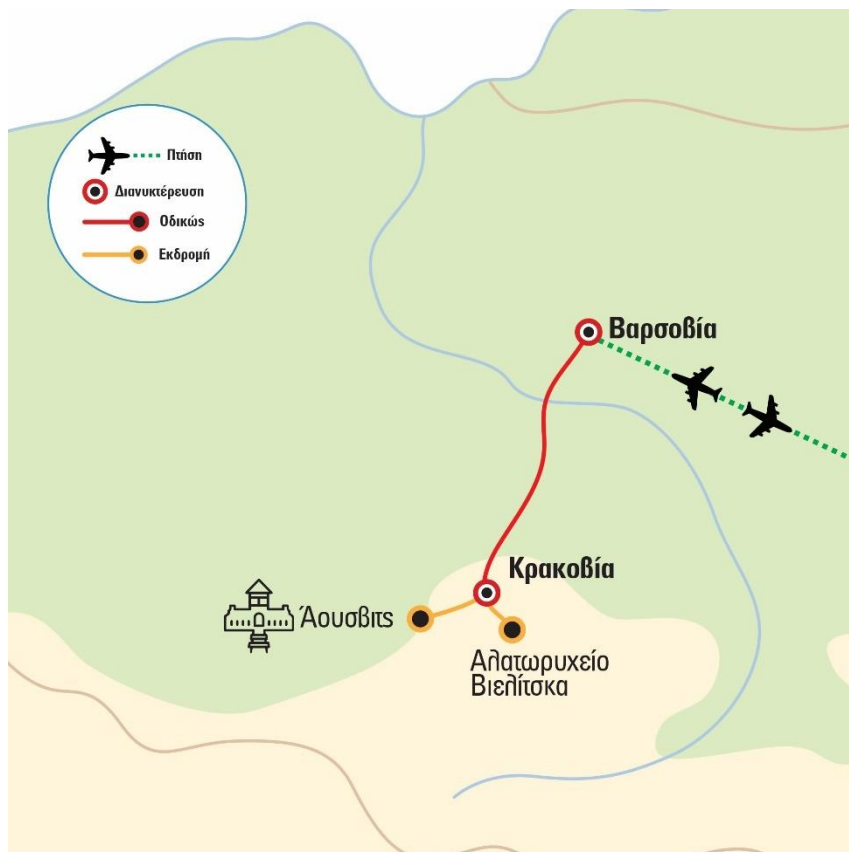 Πτήση
Διανυκτέρευση
Οδικώς
Εκδρομή
Βαρσοβία
Κρακοβία
Άουσβιτς
Αλατωρυχείο
Βιελίτσκα